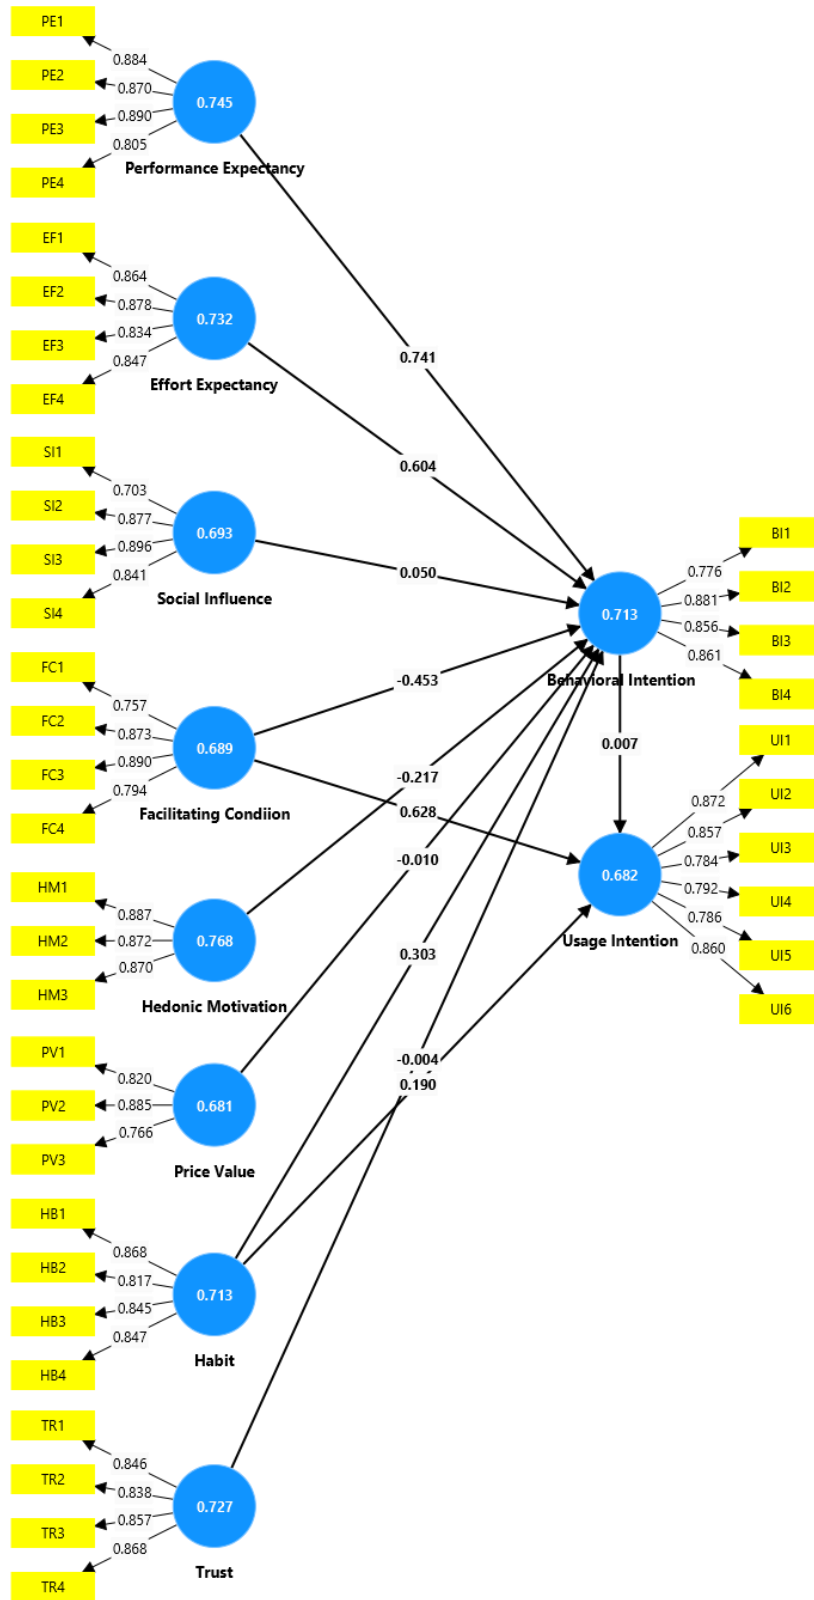 PE1
0.884
PE2
0.870
0.745
PE3
0.890
0.805
Performance Expectancy
PE4
EF1
0.864
EF2
0.878
0.732
EF3
0.834
0.847
Effort Expectancy
EF4
0.741
0.604
SI1
0.703
SI2
0.877
0.693
SI3
0.896
0.841
Social Influence
SI4
0.050
FC1
0.757
FC2
0.873
0.689
FC3
0.890
0.794
Facilitating Condiion
FC4
-0.453
0.628
BI1
0.776
BI2
0.881
0.713
0.856
BI3
0.861
Behavioral Intention
BI4
0.007
UI1
0.872
UI2
0.857
UI3
0.784
0.682
0.792
UI4
0.786
Usage Intention
UI5
0.860
UI6
HM1
0.887
HM2
0.872
0.768
0.870
HM3
Hedonic Motivation
-0.217
-0.010
PV1
0.820
PV2
0.885
0.681
0.766
PV3
Price Value
0.303
-0.004
0.190
HB1
0.868
HB2
0.817
0.713
HB3
0.845
0.847
Habit
HB4
TR1
0.846
TR2
0.838
0.727
TR3
0.857
0.868
Trust
TR4